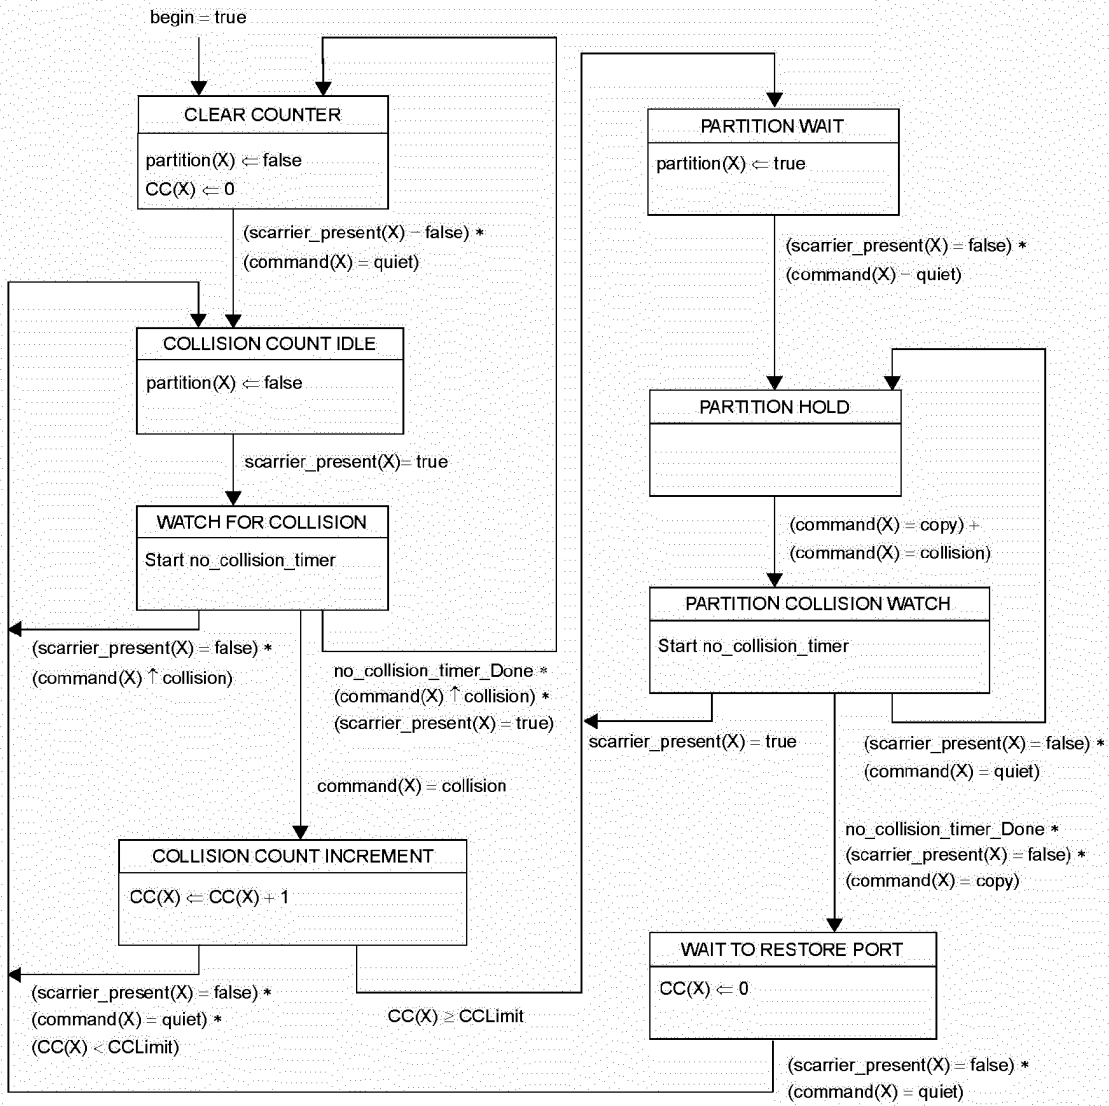 begin = true
CLEAR COUNTER
partition(X) ⇐ false
CC(X) ⇐ 0
(scarrier_present(X) − false) *
(command(X) = quiet)
COLLISION COUNT IDLE
partition(X) ⇐ false
scarrier_present(X)= true
WATCH FOR COLLISION
Start no_collision_timer
(scarrier_present(X) = false) *
(command(X) ↑ collision)
no_collision_timer_Done *
(command(X) ↑ collision) *
(scarrier_present(X) = true)
command(X) = collision
COLLISION COUNT INCREMENT
CC(X) ⇐ CC(X) + 1
(scarrier_present(X) = false) *
(command(X) = quiet) *
(CC(X) < CCLimit)
CC(X) ≥ CCLimit
PARTITION WAIT
partition(X) ⇐ true
(scarrier_present(X) = false) *
(command(X) − quiet)
PARTITION HOLD
(command(X) = copy) +
(command(X) = collision)
PARTITION COLLISION WATCH
Start no_collision_timer
scarrier_present(X) = true
(scarrier_present(X) = false) *
(command(X) = quiet)
no_collision_timer_Done *
(scarrier_present(X) = false) *
(command(X) = copy)
WAIT TO RESTORE PORT
CC(X) ⇐ 0
(scarrier_present(X) = false) *
(command(X) = quiet)